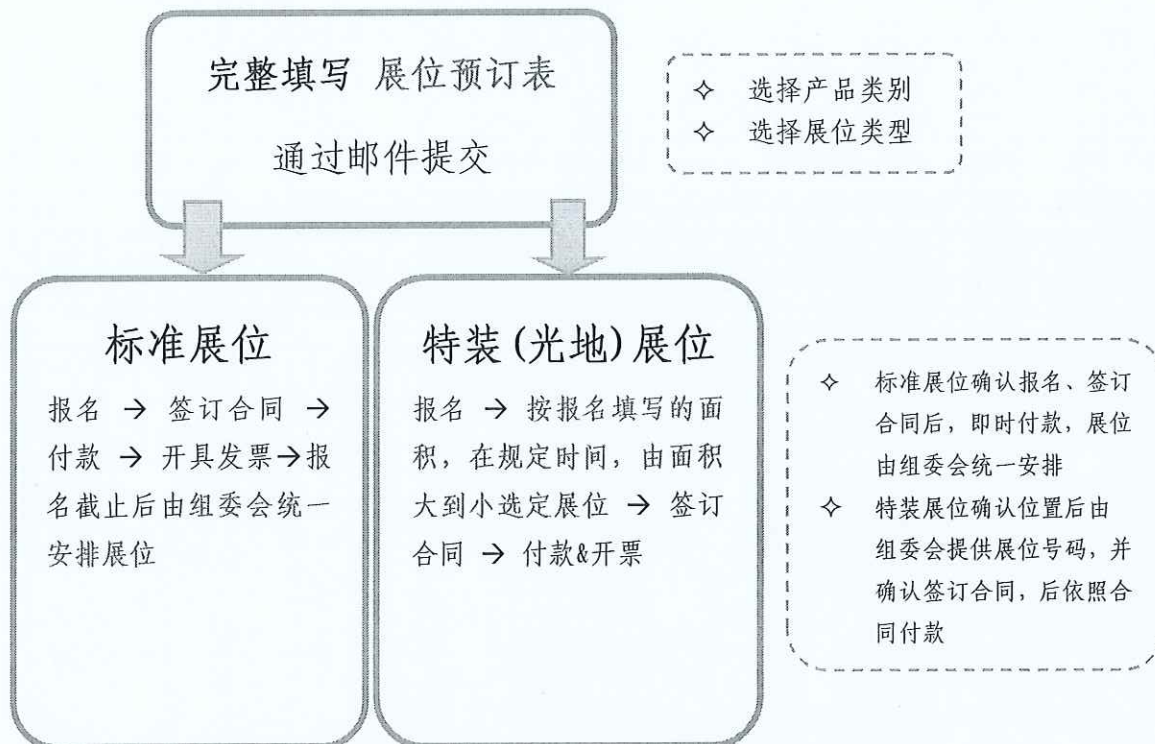 完整填写 展位预订表
通过邮件提交
✧ 选择产品类别
✧ 选择展位类型
标准展位
报名 → 签订合同 →
付款 → 开具发票→报
名截止后由组委会统一
安排展位
特装(光地)展位
报名 → 按报名填写的面
积，在规定时间，由面积
大到小选定展位 → 签订
合同 → 付款&开票
✧ 标准展位确认报名、签订
合同后，即时付款，展位
由组委会统一安排
✧ 特装展位确认位置后由
组委会提供展位号码，并
确认签订合同，后依照合
同付款